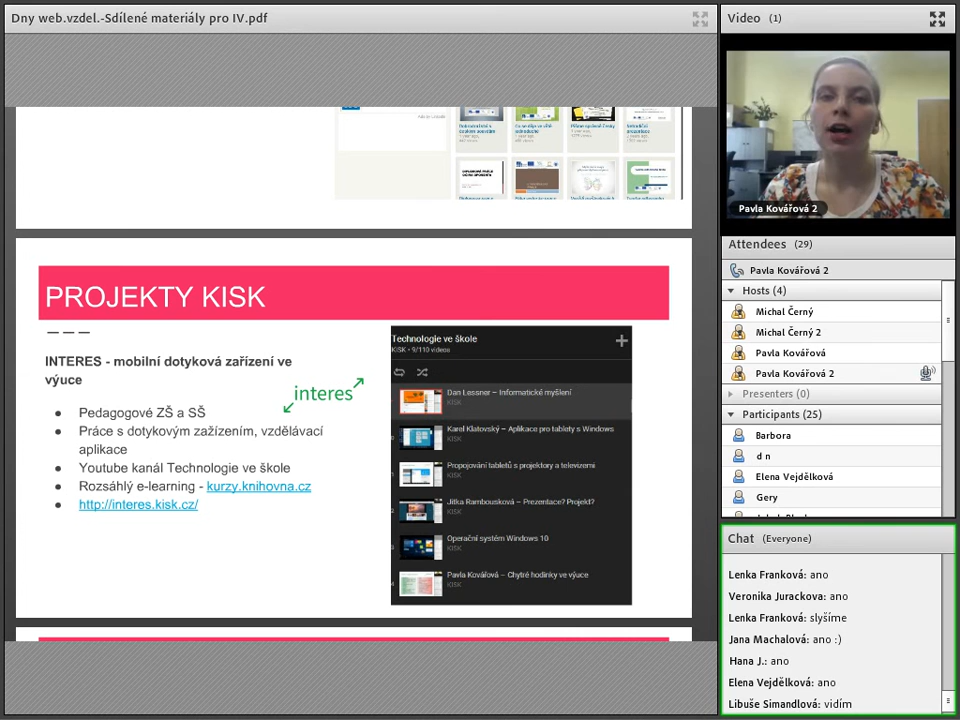 Dny web.vzdel.-Sdílené materiály pro IV.pdf
PROJEKTY KISK
INTERES - mobilní dotyková zařízení ve
výuce
● Pedagogové ZŠ a SŠ
● Práce s dotykovým zažízením, vzdělávací
aplikace
● Youtube kanál Technologie ve škole
● Rozsáhlý e-learning - kurzy.knihovna.cz
● http://interes.kisk.cz/
interes
Technologie ve škole
KISK • 9/110 videos
Dan Lessner – Informatické myšlení
KISK
Karel Klatovský – Aplikace pro tablety s Windows
KISK
Propojování tabletů s projektory a televizemi
KISK
Jitka Rambousková – Prezentace? Projekt?
KISK
Operační systém Windows 10
KISK
Pavla Kovářová – Chytré hodinky ve výuce
KISK
Video (1)
Pavla Kovářová 2
Attendees (29)
Pavla Kovářová 2
Hosts (4)
Michal Černý
Michal Černý 2
Pavla Kovářová
Pavla Kovářová 2
Presenters (0)
Participants (25)
Barbora
d n
Elena Vejdělková
Gery
Chat (Everyone)
Lenka Franková: ano
Veronika Jurackova: ano
Lenka Franková: slyšíme
Jana Machalová: ano :)
Hana J.: ano
Elena Vejdělková: ano
Libuše Simandlová: vidím